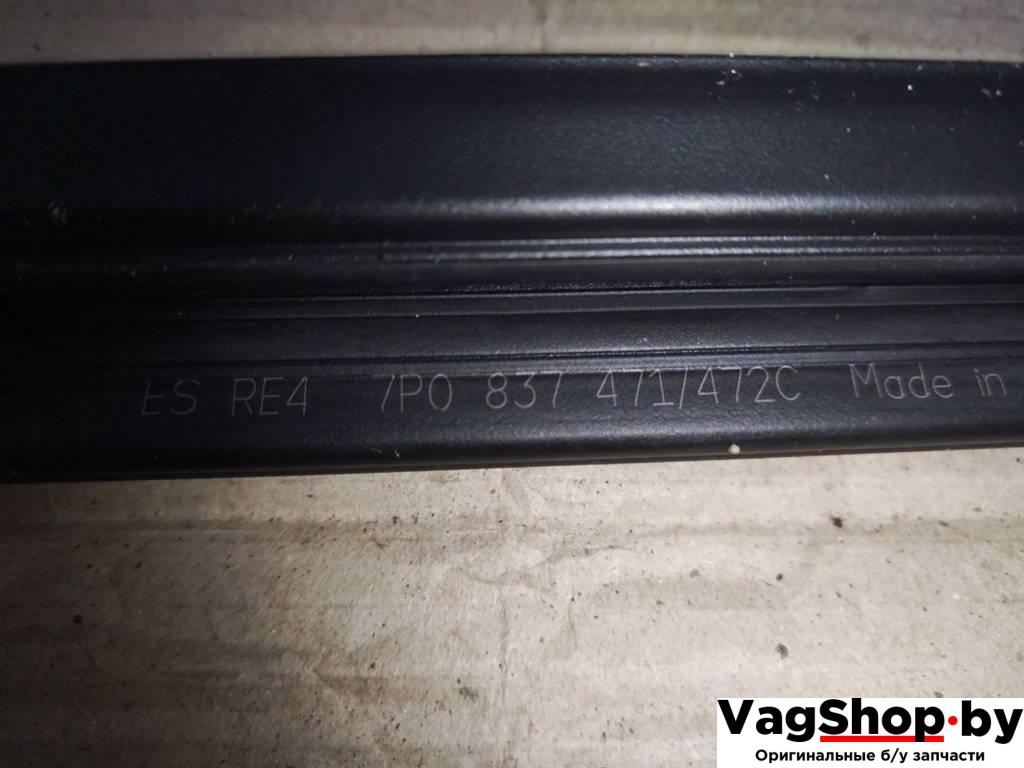 ES RE4 7P0 837 471/472C Made in
VagShop.by
Оригинальные б/у запчасти